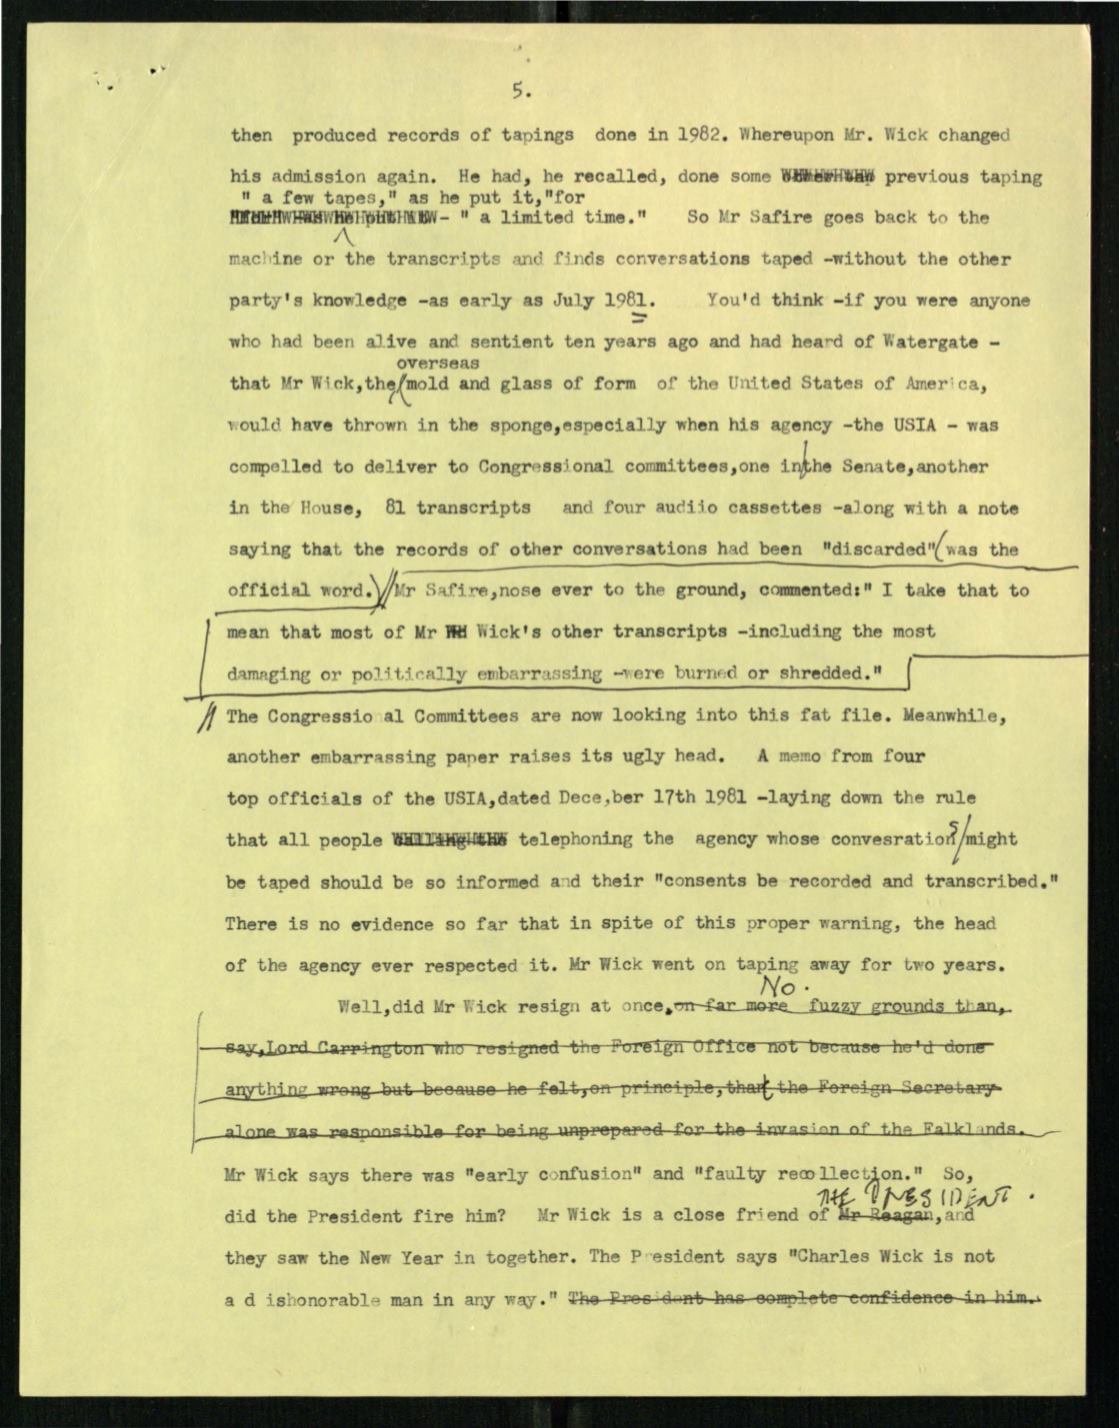 5.
then produced records of tapings done in 1982. Whereupon Mr. Wick changed
his admission again. He had, he recalled, done some previous taping
" a few tapes," as he put it,"for
- " a limited time." So Mr Safire goes back to the
machine or the transcripts and finds conversations taped -without the other
party's knowledge -as early as July 1981. You'd think -if you were anyone
who had been alive and sentient ten years ago and had heard of Watergate -
overseas
that Mr Wick,the mold and glass of form of the United States of America,
would have thrown in the sponge,especially when his agency -the USIA - was
compelled to deliver to Congressional committees,one in the Senate,another
in the House, 81 transcripts and four audiio cassettes -along with a note
saying that the records of other conversations had been "discarded"(was the
official word.)//Mr Safire,nose ever to the ground, commented:" I take that to
mean that most of Mr Wick's other transcripts -including the most
damaging or politically embarrassing -were burned or shredded."
// The Congressio al Committees are now looking into this fat file. Meanwhile,
another embarrassing paper raises its ugly head. A memo from four
top officials of the USIA,dated Dece,ber 17th 1981 -laying down the rule
that all people telephoning the agency whose convesrations/might
be taped should be so informed and their "consents be recorded and transcribed."
There is no evidence so far that in spite of this proper warning, the head
of the agency ever respected it. Mr Wick went on taping away for two years.
No.
Well,did Mr Wick resign at once,on far more fuzzy grounds than,
say,Lord Carrington who resigned the Foreign Office not because he'd done
anything wrong but because he felt,on principle,that the Foreign Secretary
alone was responsible for being unprepared for the invasion of the Falklands.
Mr Wick says there was "early confusion" and "faulty recollection." So,
THE PRESIDENT.
did the President fire him? Mr Wick is a close friend of Mr Reagan,and
they saw the New Year in together. The President says "Charles Wick is not
a d ishonorable man in any way." The President has complete confidence in him.